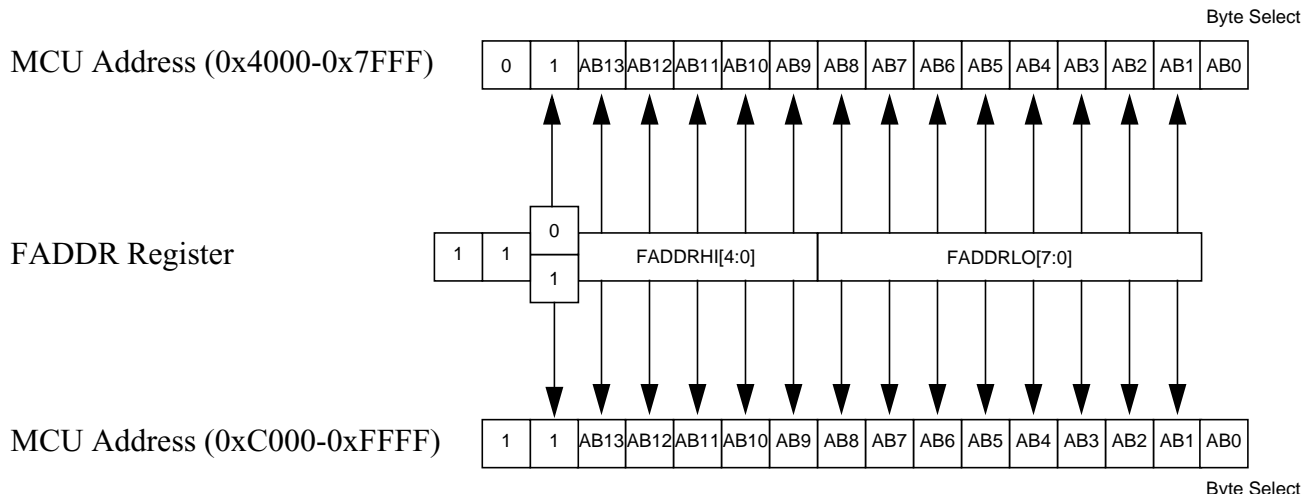 Byte Select
MCU Address (0x4000-0x7FFF) 0 1 AB13 AB12 AB11 AB10 AB9 AB8 AB7 AB6 AB5 AB4 AB3 AB2 AB1 AB0
0
FADDR Register 1 1 FADDRHI[4:0] FADDRLO[7:0]
1
MCU Address (0xC000-0xFFFF) 1 1 AB13 AB12 AB11 AB10 AB9 AB8 AB7 AB6 AB5 AB4 AB3 AB2 AB1 AB0
Byte Select